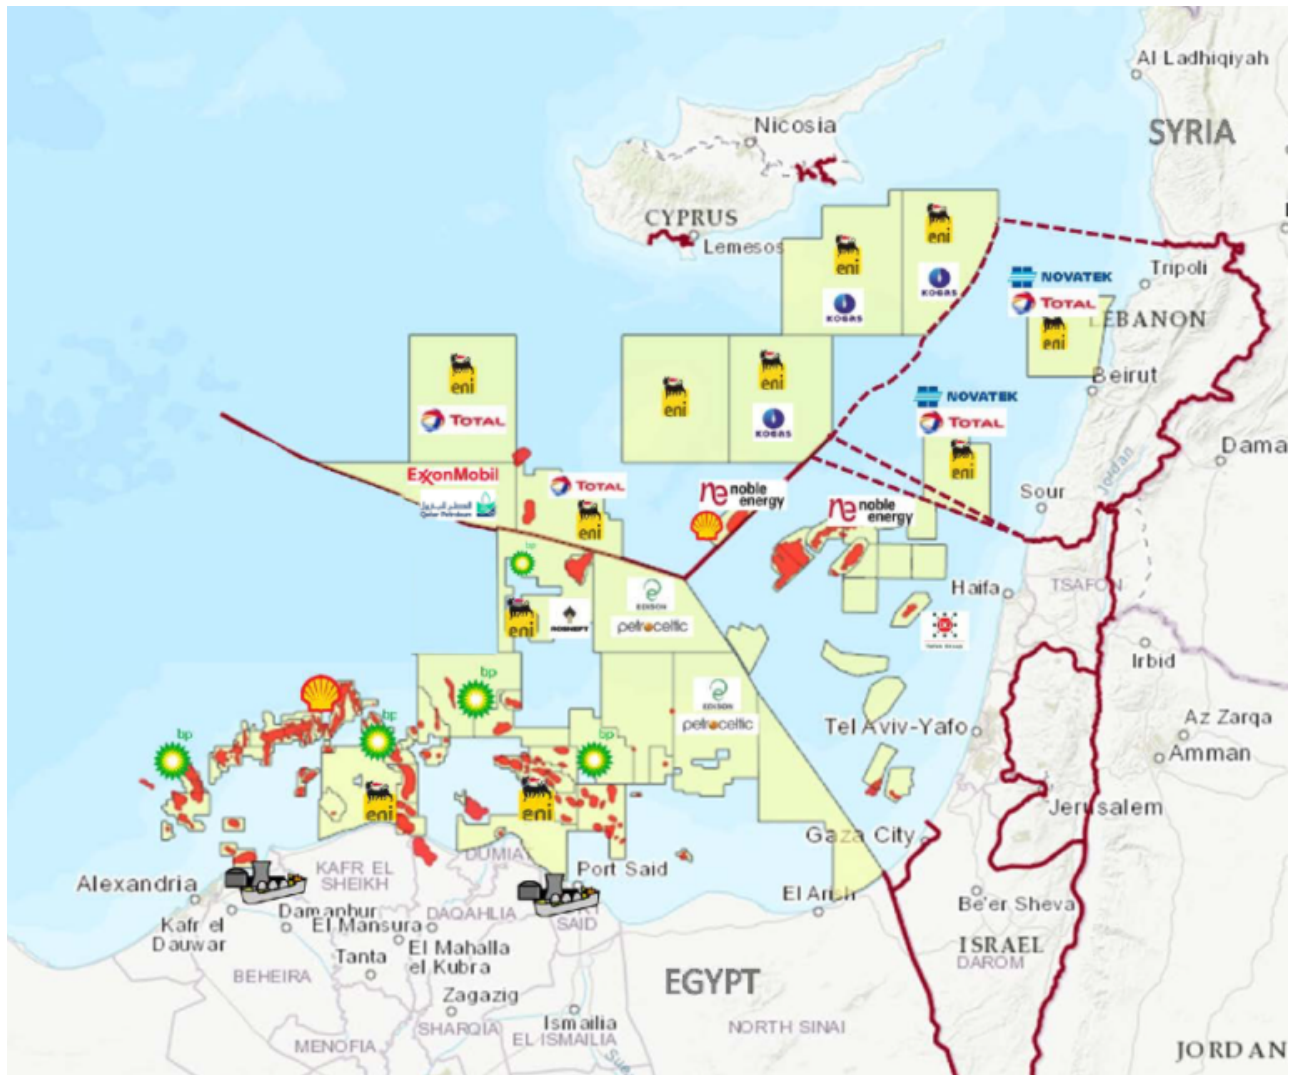 Al Ladhiqiyah
Nicosia
SYRIA
CYPRUS
Lemesos
eni
eni
KOGAS
KOGAS
Tripoli
NOVATEK
TOTAL
LEBANON
eni
Beirut
eni
TOTAL
eni
eni
KOGAS
NOVATEK
TOTAL
eni
Dama
Jordan
ExxonMobil
Qatar Petroleum
TOTAL
eni
noble
energy
noble
energy
Sour
bp
Haifa
TSAFON
eni
ROSNEFT
EDISON
petroceltic
Irbid
bp
EDISON
petroceltic
bp
bp
bp
Tel Aviv-Yafo
Az Zarqa
Amman
eni
eni
Jerusalem
Gaza City
Alexandria
KAFR EL
SHEIKH
DUMIAT
Port Said
El Arish
Be'er Sheva
Kafr el
Dauwar
Damanhur
El Mansura
DAQAHLIA
SAID
Tanta
El Mahalla
el Kubra
ISRAEL
DAROM
BEHEIRA
EGYPT
Zagazig
SHARQIA
Ismailia
EL ISMAILIA
NORTH SINAI
MENOFIA
Suez
JORDAN